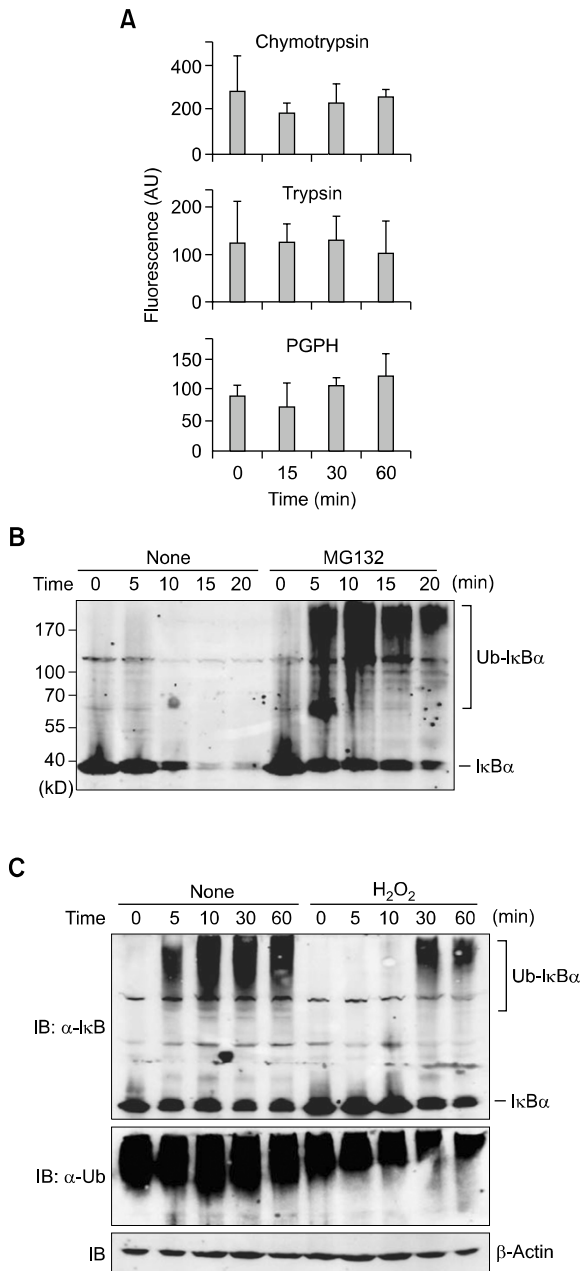 A
Chymotrypsin
400
200
0
Trypsin
200
100
0
Fluorescence (AU)
PGPH
150
100
50
0
0 15 30 60
Time (min)
B
None MG132
Time 0 5 10 15 20 0 5 10 15 20 (min)
170
100
70
55
40
(kD)
Ub-IκBα
IκBα
C
None H₂O₂
Time 0 5 10 30 60 0 5 10 30 60 (min)
Ub-IκBα
IB: α-IκB
IκBα
IB: α-Ub
IB β-Actin